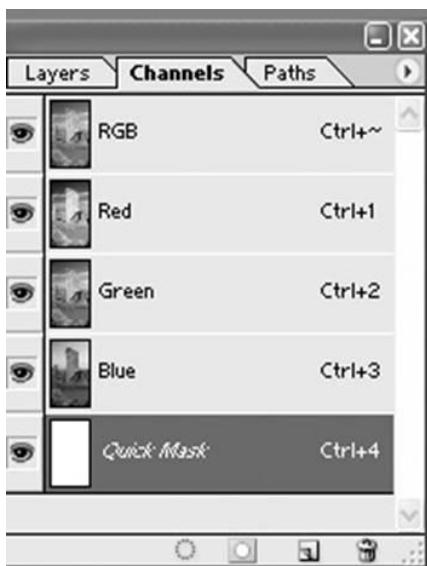 Layers Channels Paths
RGB Ctrl+~
Red Ctrl+1
Green Ctrl+2
Blue Ctrl+3
Quick Mask Ctrl+4